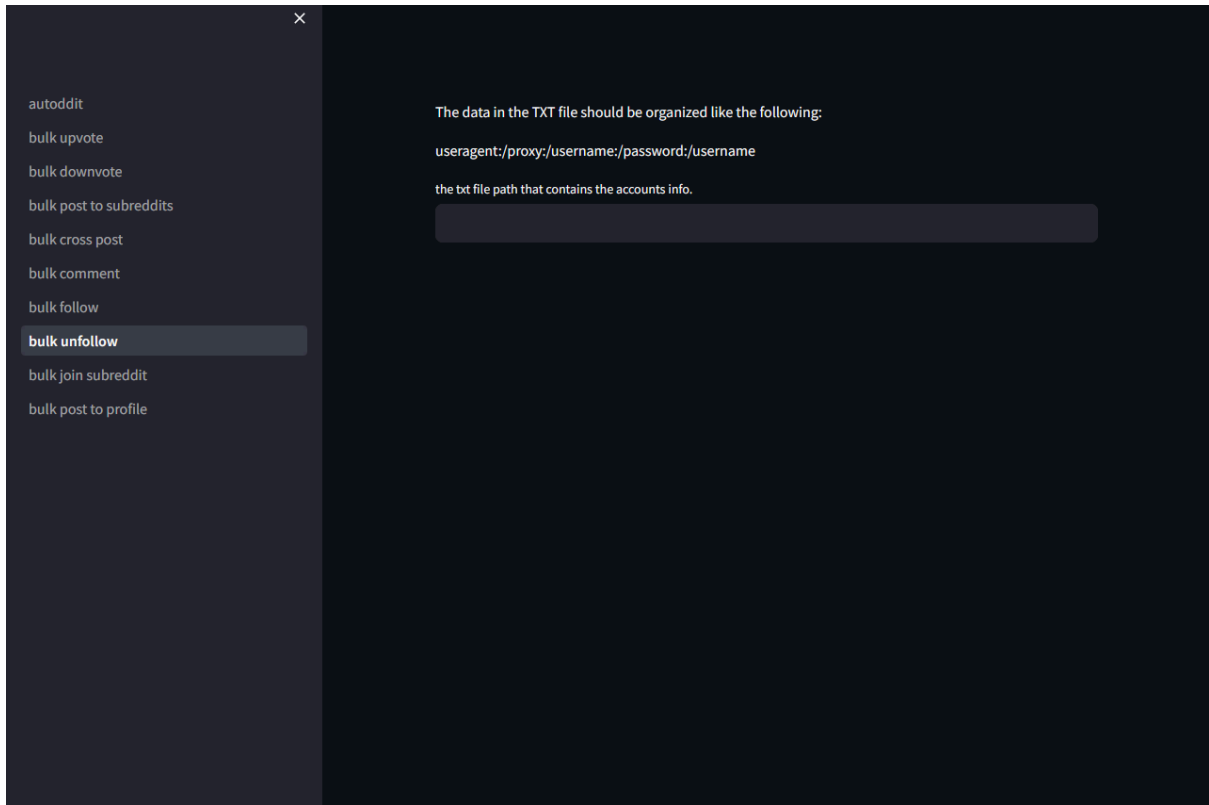 autoddit
bulk upvote
bulk downvote
bulk post to subreddits
bulk cross post
bulk comment
bulk follow
bulk unfollow
bulk join subreddit
bulk post to profile
The data in the TXT file should be organized like the following:
useragent:/proxy:/username:/password:/username
the txt file path that contains the accounts info.